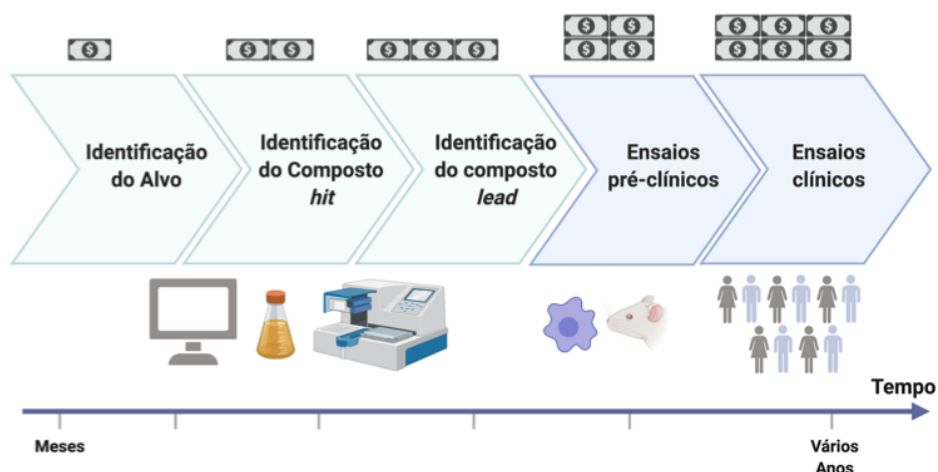 Identificação
do Alvo
Identificação
do Composto
hit
Identificação
do composto
lead
Ensaios
pré-clínicos
Ensaios
clínicos
Tempo
Meses
Vários
Anos